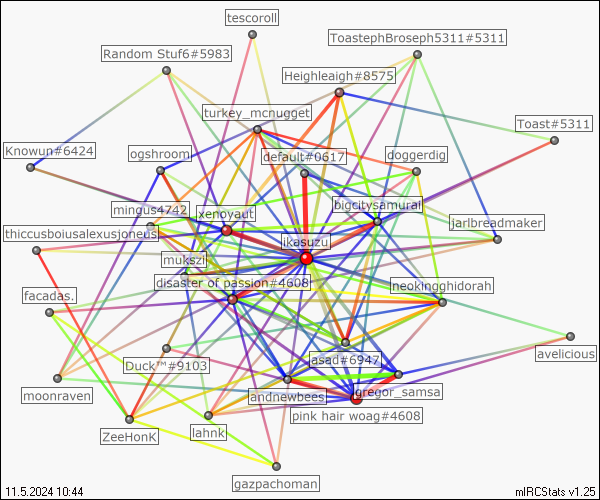 tescoroll
ToastephBroseph5311#5311
Random Stuf6#5983
Heighleaigh#8575
turkey_mcnugget
Toast#5311
Knowun#6424
ogshroom
default#0617
doggerdig
bigcitysamurai
mingus4742
xenoyaut
jarlbreadmaker
thiccusboiusalexusjoneus
ikasuzu
mukszi
disaster of passion#4608
neokingghidorah
facadas.
Duck™#9103
asad#6947
avelicious
moonraven
andnewbees
gregor_samsa
pink hair woag#4608
ZeeHonK
lahnk
gazpachoman
11.5.2024 10:44
mIRCStats v1.25